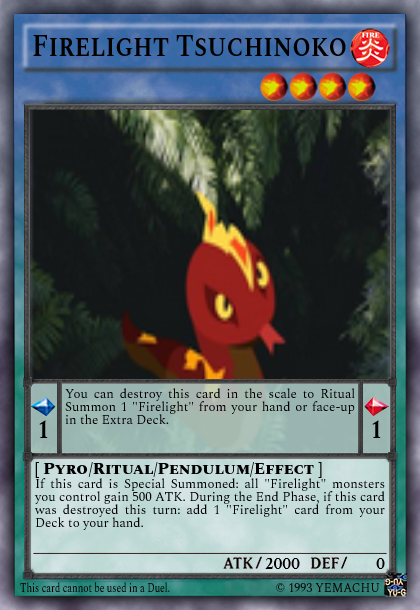 FIRELIGHT TSUCHINOKO
FIRE
炎
You can destroy this card in the scale to Ritual
Summon 1 "Firelight" from your hand or face-up
in the Extra Deck.
1
1
[ PYRO/RITUAL/PENDULUM/EFFECT ]
If this card is Special Summoned: all "Firelight" monsters
you control gain 500 ATK. During the End Phase, if this card
was destroyed this turn: add 1 "Firelight" card from your
Deck to your hand.
ATK / 2000 DEF / 0
This card cannot be used in a Duel.
© 1993 YEMACHU
D-NA
YU-G